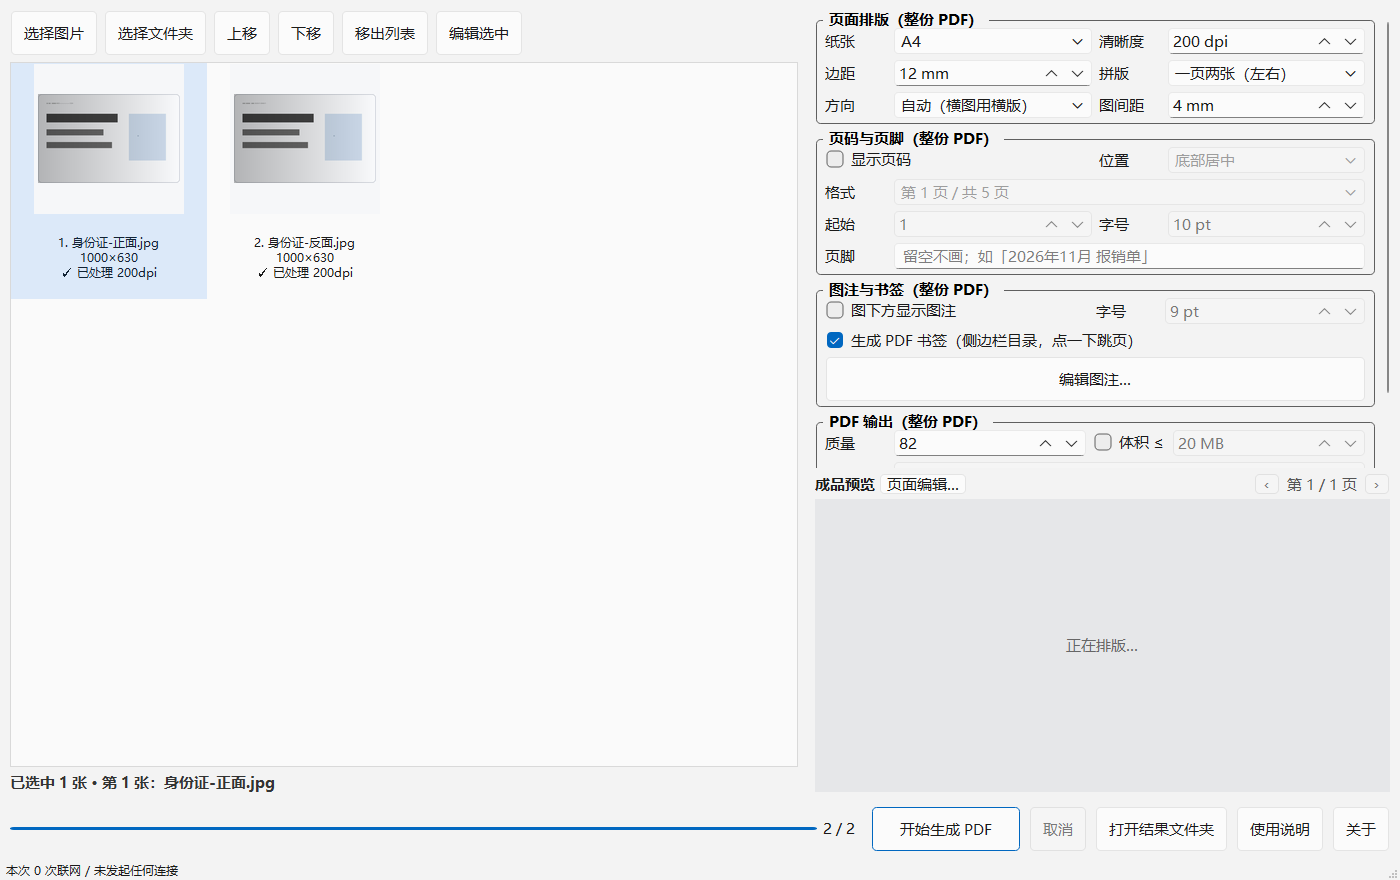 选择图片 选择文件夹 上移 下移 移出列表 编辑选中
1. 身份证-正面.jpg
1000×630
✓ 已处理 200dpi
2. 身份证-反面.jpg
1000×630
✓ 已处理 200dpi
已选中 1 张 • 第 1 张：身份证-正面.jpg
页面排版（整份 PDF）
纸张 A4 清晰度 200 dpi
边距 12 mm 拼版 一页两张（左右）
方向 自动（横图用横版） 图间距 4 mm
页码与页脚（整份 PDF）
显示页码 位置 底部居中
格式 第 1 页 / 共 5 页
起始 1 字号 10 pt
页脚 留空不画；如「2026年11月 报销单」
图注与书签（整份 PDF）
图下方显示图注 字号 9 pt
生成 PDF 书签（侧边栏目录，点一下跳页）
编辑图注...
PDF 输出（整份 PDF）
质量 82 体积 ≤ 20 MB
成品预览 页面编辑... ‹ 第 1 / 1 页 ›
正在排版...
2 / 2 开始生成 PDF 取消 打开结果文件夹 使用说明 关于
本次 0 次联网 / 未发起任何连接